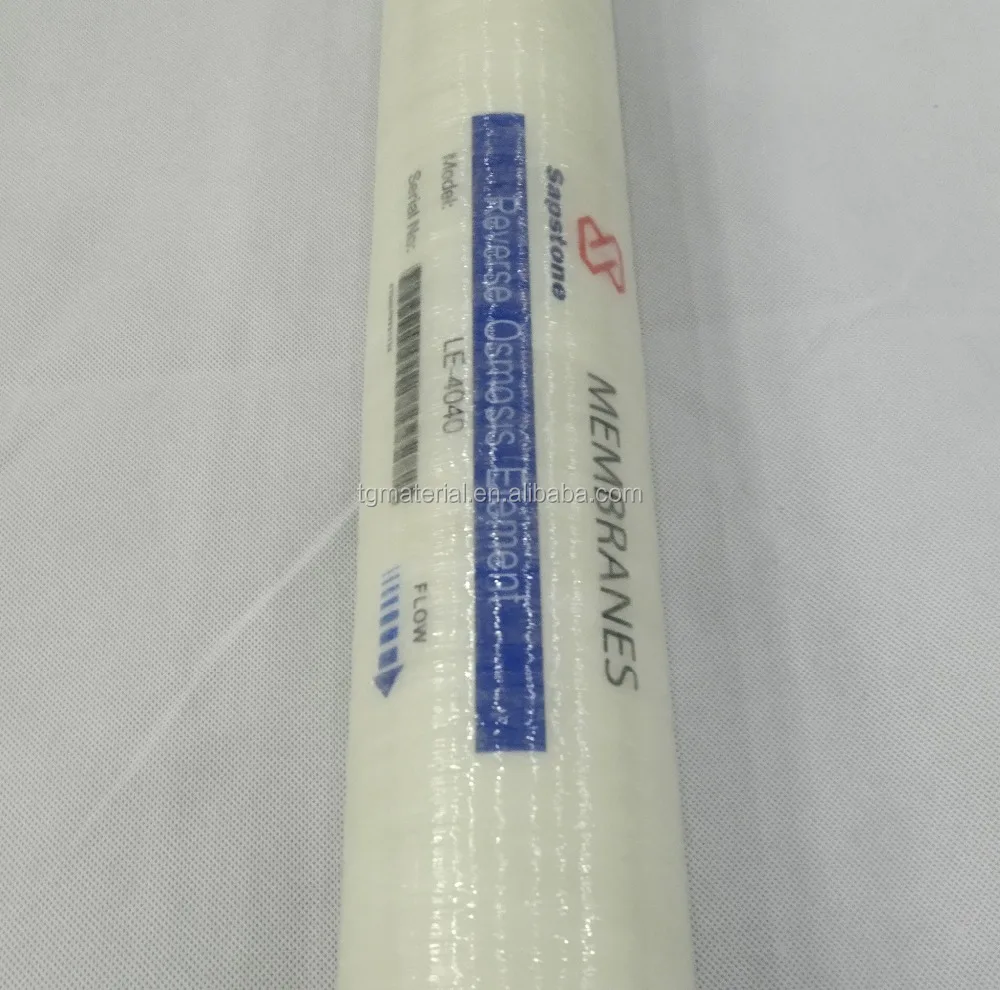 MEMBRANES
Sapstone
Reverse Osmosis Element
Model: LE-4040
Serial No:
FLOW
tgmaterial.en.alibaba.com